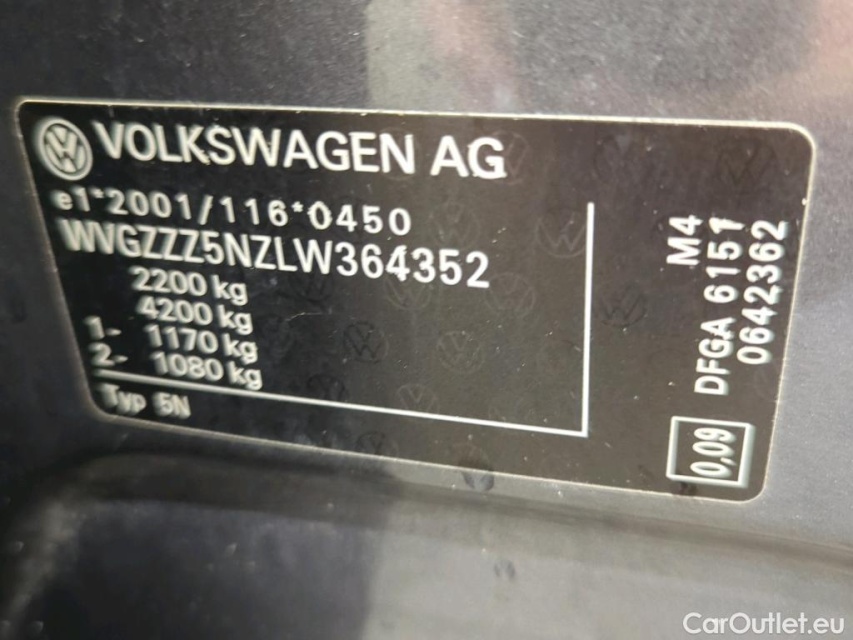 VOLKSWAGEN AG
e1*2001/116*0450
WVGZZZ5NZLW364352
2200 kg
4200 kg
1- 1170 kg
2- 1080 kg
Typ 5N
M4
DFGA 6151
0642362
0,09
CarOutlet.eu